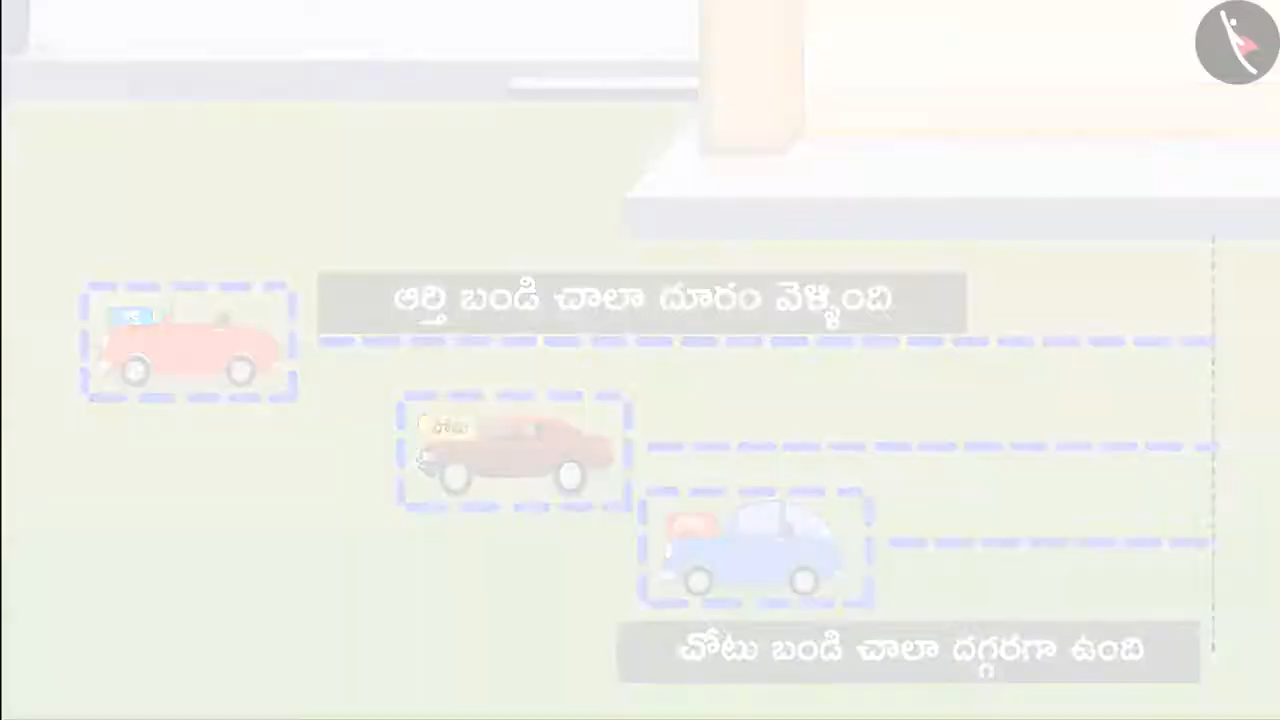 ఆర్తి బండి చాలా దూరం వెళ్ళింది
చోటు బండి చాలా దగ్గరగా ఉంది